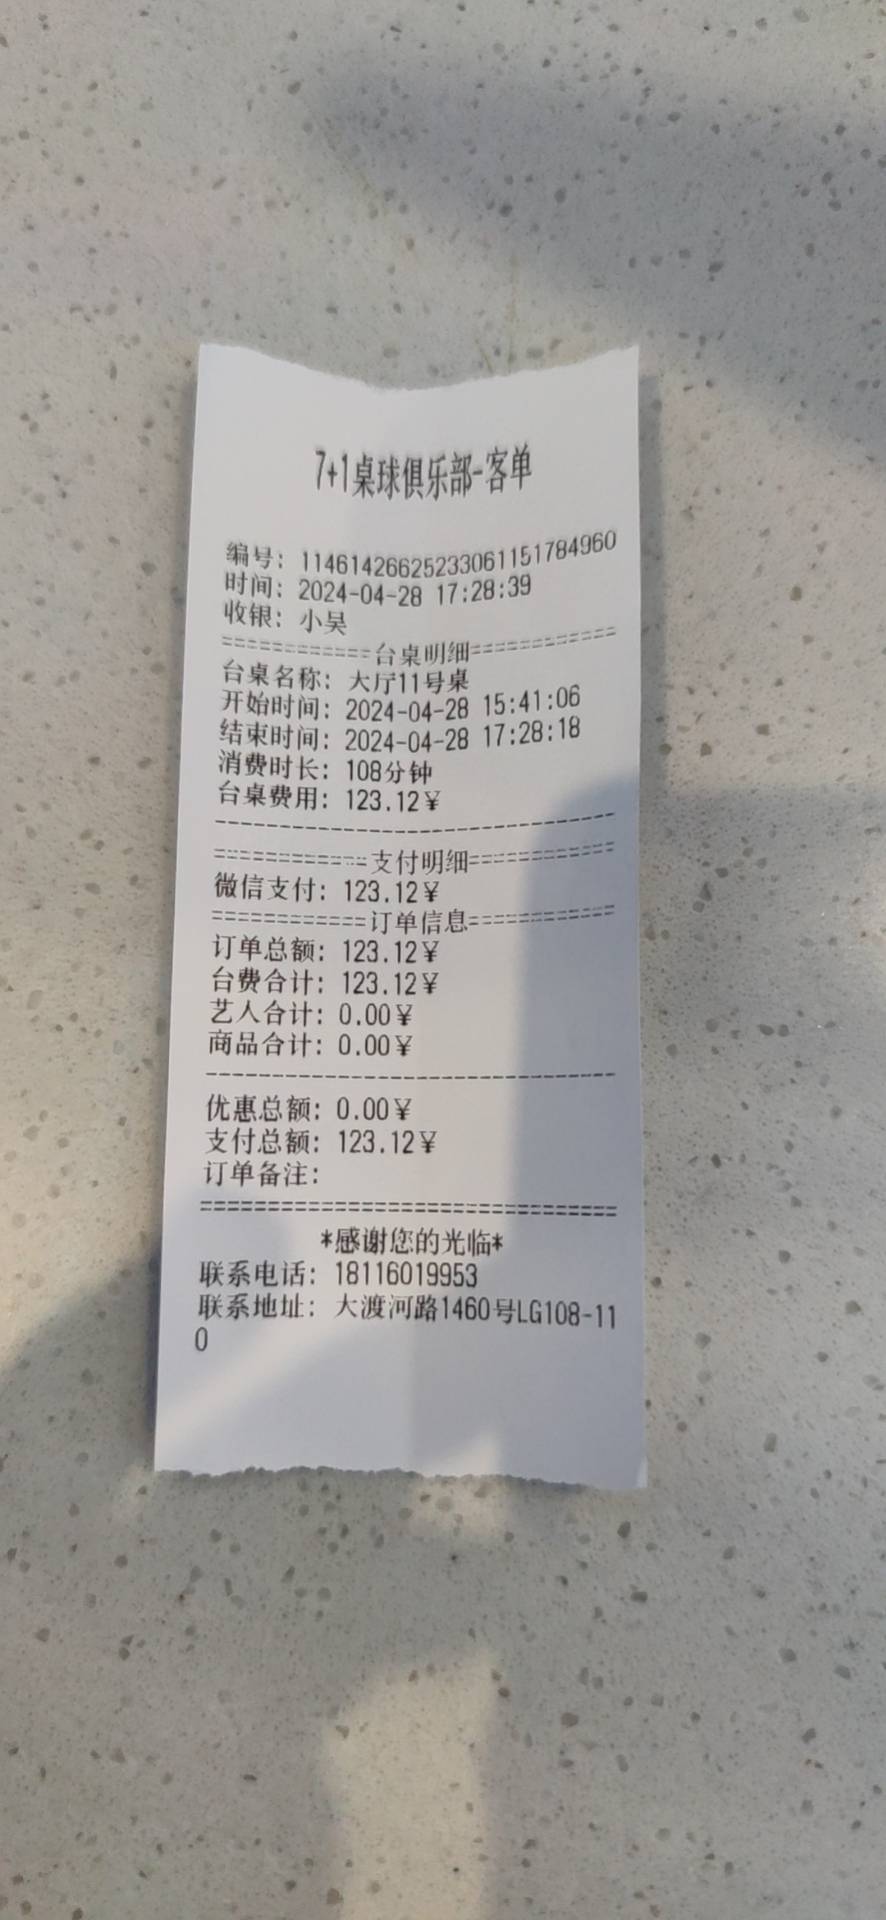 7+1桌球俱乐部-客单
编号: 1146142662523306​1151784960
时间: 2024-04-28 17:28:39
收银: 小吴
============台桌明细============
台桌名称: 大厅11号桌
开始时间: 2024-04-28 15:41:06
结束时间: 2024-04-28 17:28:18
消费时长: 108分钟
台桌费用: 123.12¥
--------------------------------
============支付明细============
微信支付: 123.12¥
============订单信息============
订单总额: 123.12¥
台费合计: 123.12¥
艺人合计: 0.00¥
商品合计: 0.00¥
--------------------------------
优惠总额: 0.00¥
支付总额: 123.12¥
订单备注:
================================
*感谢您的光临*
联系电话: 18116019953
联系地址: 大渡河路1460号LG108-11
0